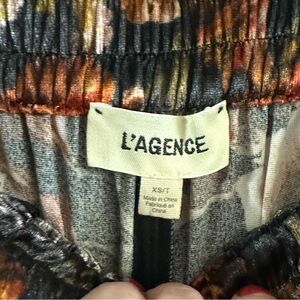 L'AGENCE
XS/T
Made in China
Fabriqué en
Chine